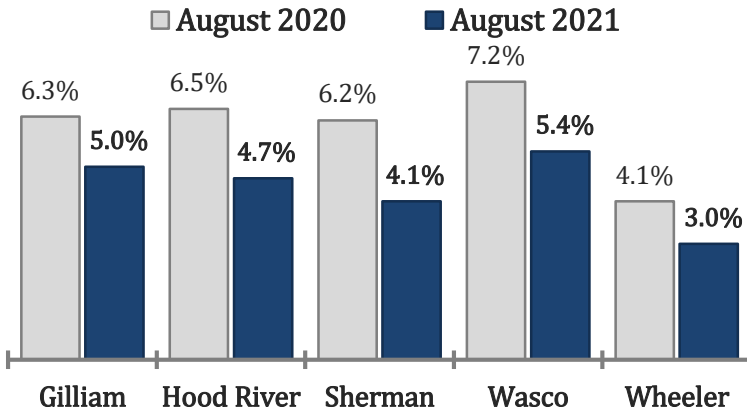 August 2020 August 2021
6.3% 5.0%
6.5% 4.7%
6.2% 4.1%
7.2% 5.4%
4.1% 3.0%
Gilliam Hood River Sherman Wasco Wheeler